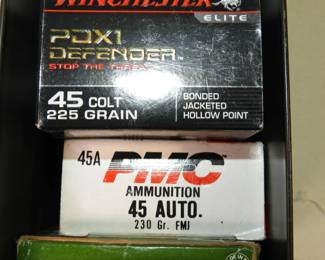 WINCHESTER
ELITE
PDX1
DEFENDER
STOP THE THREAT
45 COLT
225 GRAIN
BONDED
JACKETED
HOLLOW POINT
45A
PMC
AMMUNITION
45 AUTO.
230 Gr. FMJ